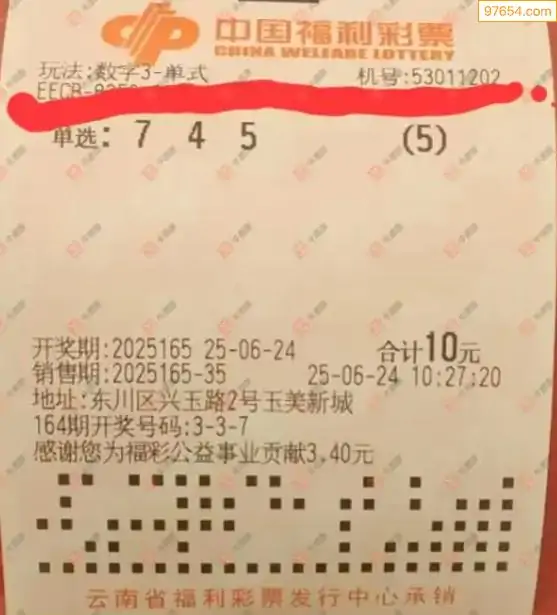 97654.com
中国福利彩票
CHINA WELFARE LOTTERY
玩法:数字3-单式 机号:53011202
单选: 7 4 5 (5)
开奖期:2025165 25-06-24 合计10元
销售期:2025165-35 25-06-24 10:27:20
地址:东川区兴玉路2号玉美新城
164期开奖号码:3-3-7
感谢您为福彩公益事业贡献3.40元
云南省福利彩票发行中心承销